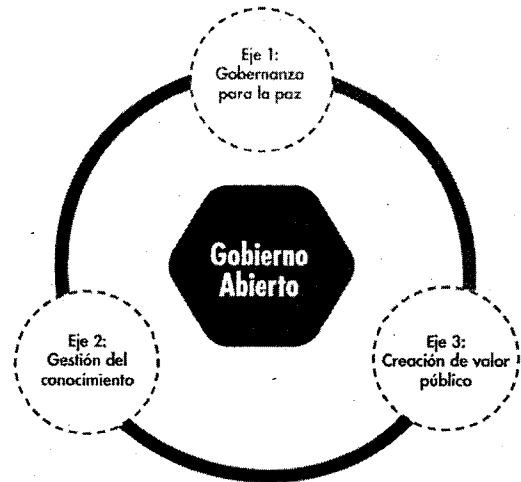 Eje 1:
Gobernanza
para la paz
Gobierno
Abierto
Eje 2:
Gestión del
conocimiento
Eje 3:
Creación de valor
público